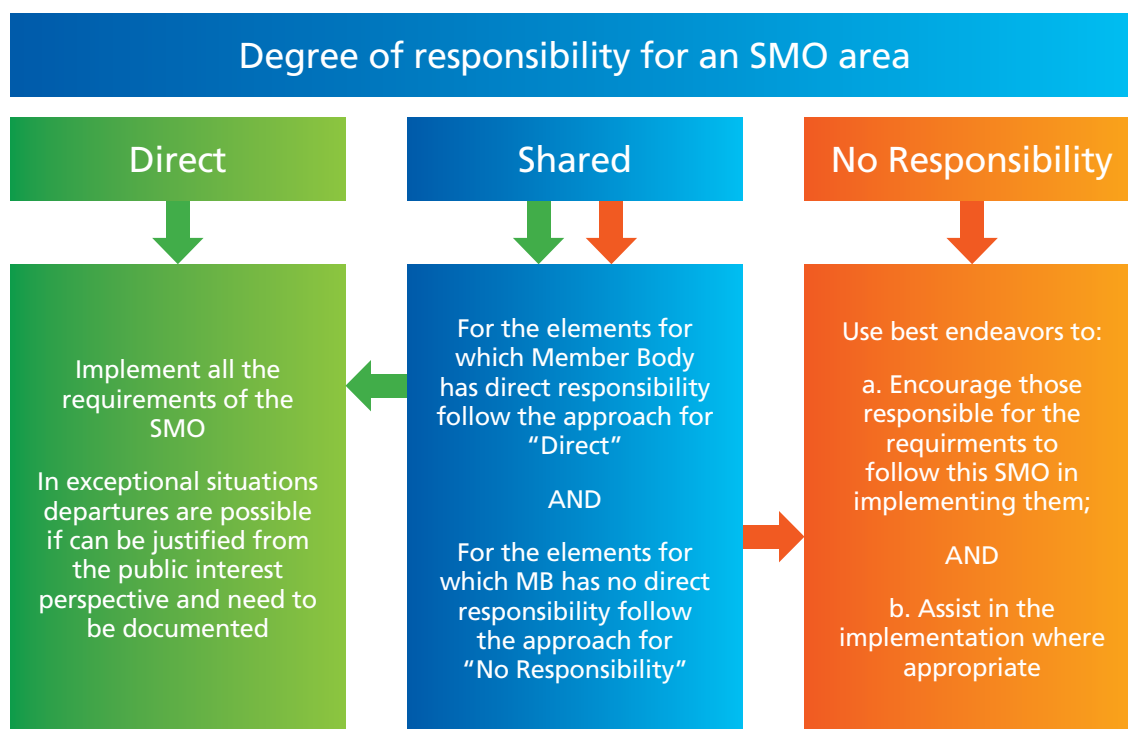 Degree of responsibility for an SMO area
Direct
Shared
No Responsibility
Implement all the
requirements of the
SMO
In exceptional situations
departures are possible
if can be justified from
the public interest
perspective and need to
be documented
For the elements for
which Member Body
has direct responsibility
follow the approach for
“Direct”
AND
For the elements for
which MB has no direct
responsibility follow
the approach for
“No Responsibility”
Use best endeavors to:
a. Encourage those
responsible for the
requirments to
follow this SMO in
implementing them;
AND
b. Assist in the
implementation where
appropriate